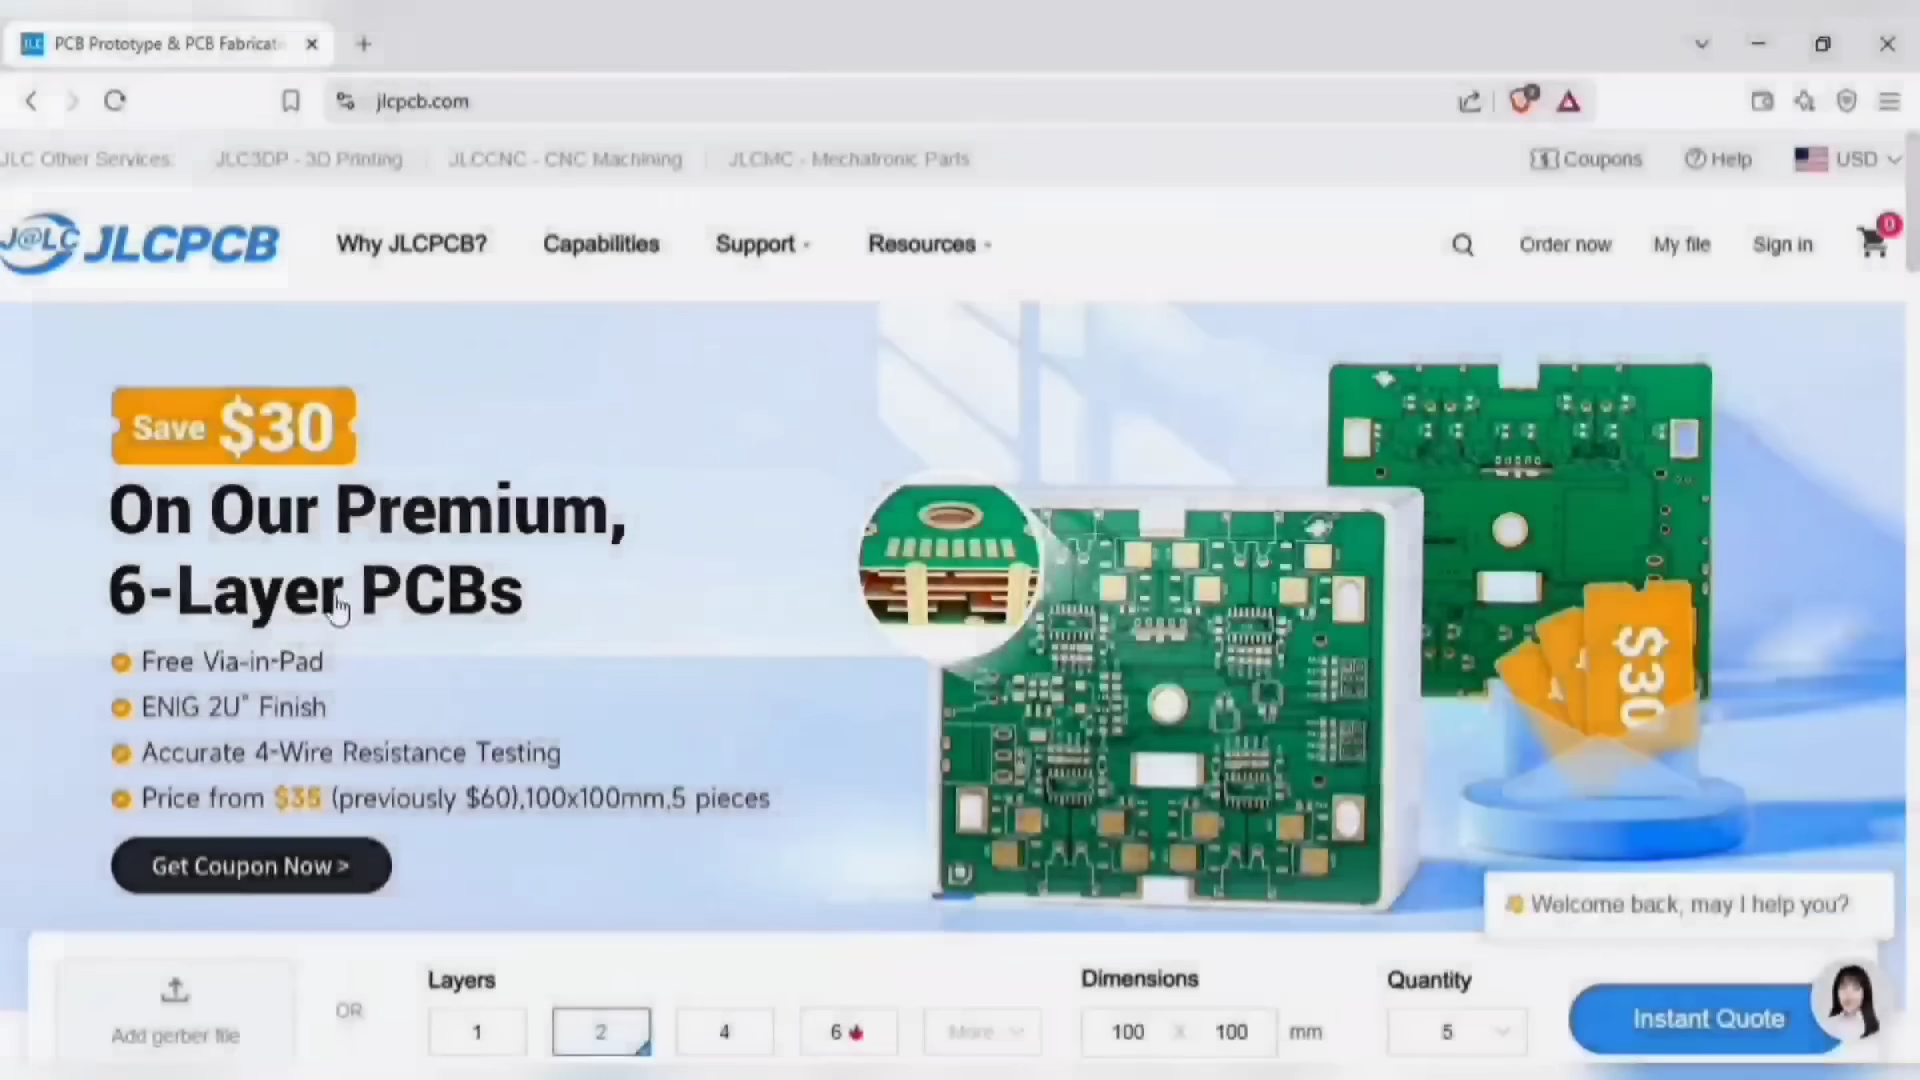 PCB Prototype & PCB Fabricat
jlcpcb.com
JLC Other Services:
JLC3DP - 3D Printing
JLCCNC - CNC Machining
JLCMC - Mechatronic Parts
Coupons
Help
USD
J@LC JLCPCB
Why JLCPCB?
Capabilities
Support
Resources
Order now
My file
Sign in
0
Save $30
On Our Premium,
6-Layer PCBs
Free Via-in-Pad
ENIG 2U" Finish
Accurate 4-Wire Resistance Testing
Price from $35 (previously $60),100x100mm,5 pieces
Get Coupon Now >
$30
Welcome back, may I help you?
Add gerber file
OR
Layers
1
2
4
6
More
Dimensions
100 X 100 mm
Quantity
5
Instant Quote